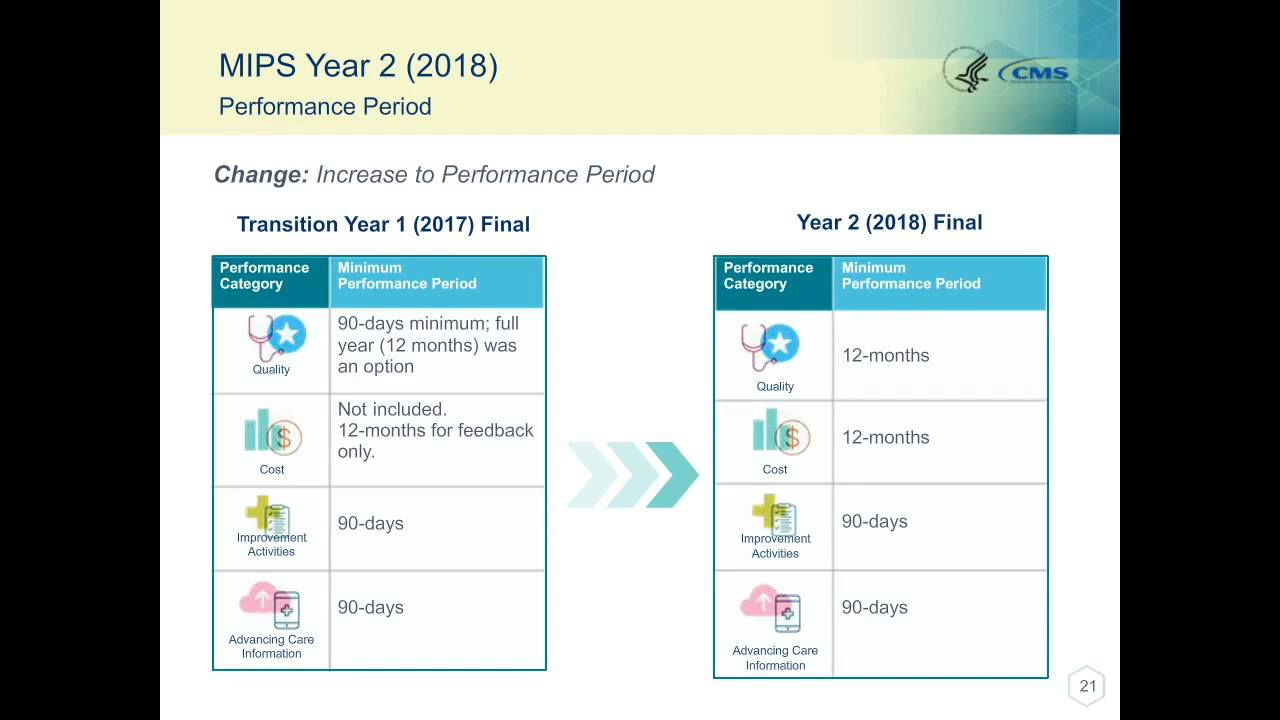 MIPS Year 2 (2018)
Performance Period
CMS
Change: Increase to Performance Period
Transition Year 1 (2017) Final
Performance
Category
Minimum
Performance Period
Quality
90-days minimum; full
year (12 months) was
an option
Cost
Not included.
12-months for feedback
only.
Improvement
Activities
90-days
Advancing Care
Information
90-days
Year 2 (2018) Final
Performance
Category
Minimum
Performance Period
Quality
12-months
Cost
12-months
Improvement
Activities
90-days
Advancing Care
Information
90-days
21